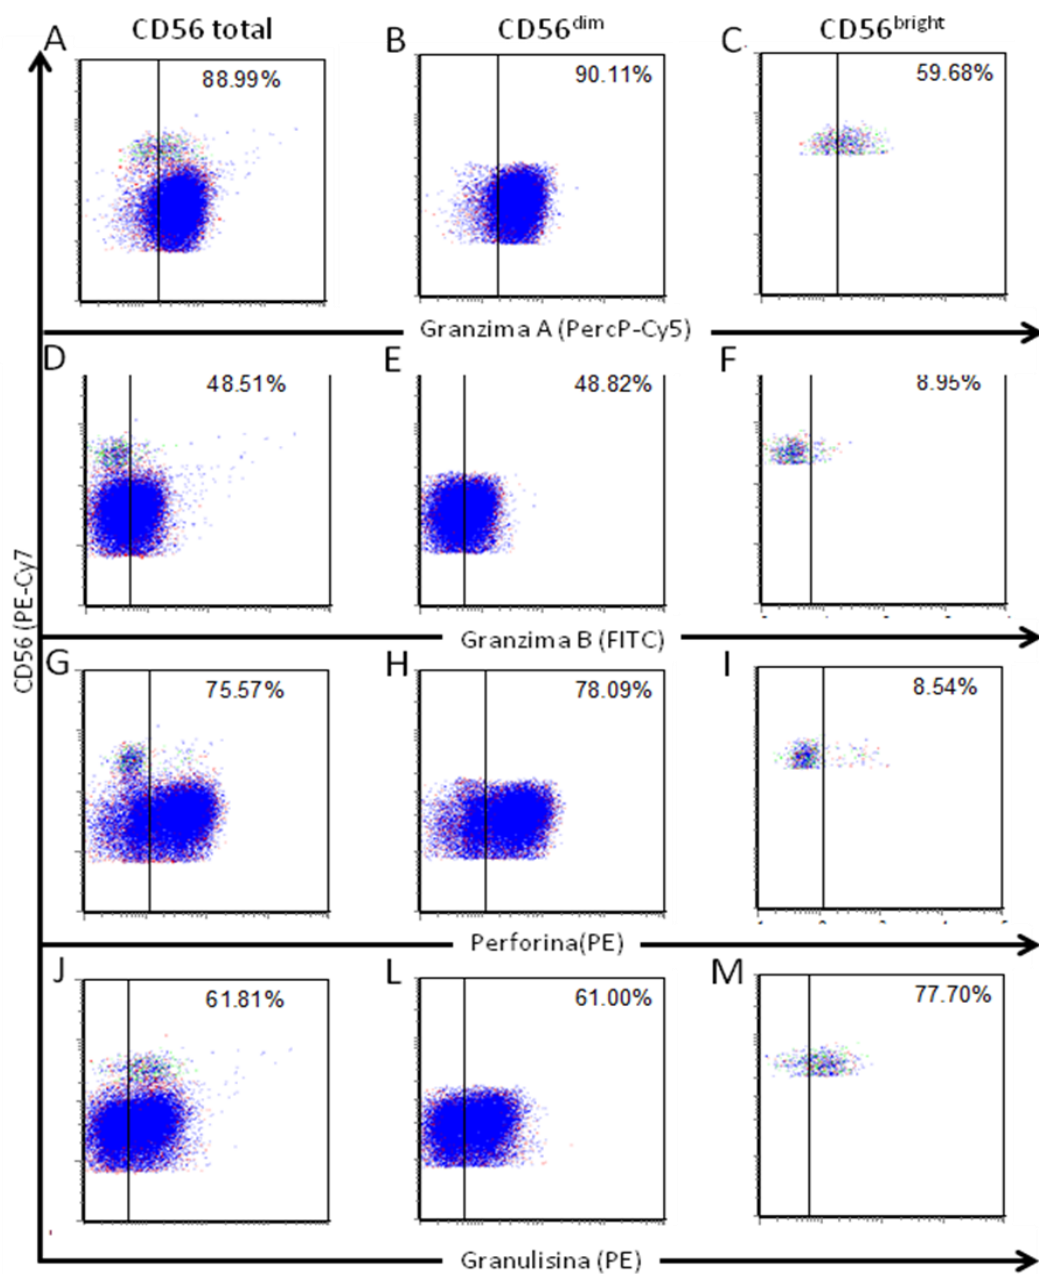 CD56 total CD56dim CD56bright
A B C
88.99% 90.11% 59.68%
Granzima A (PercP-Cy5)
D E F
48.51% 48.82% 8.95%
CD56 (PE-Cy7
Granzima B (FITC)
G H I
75.57% 78.09% 8.54%
Perforina(PE)
J L M
61.81% 61.00% 77.70%
Granulisina (PE)